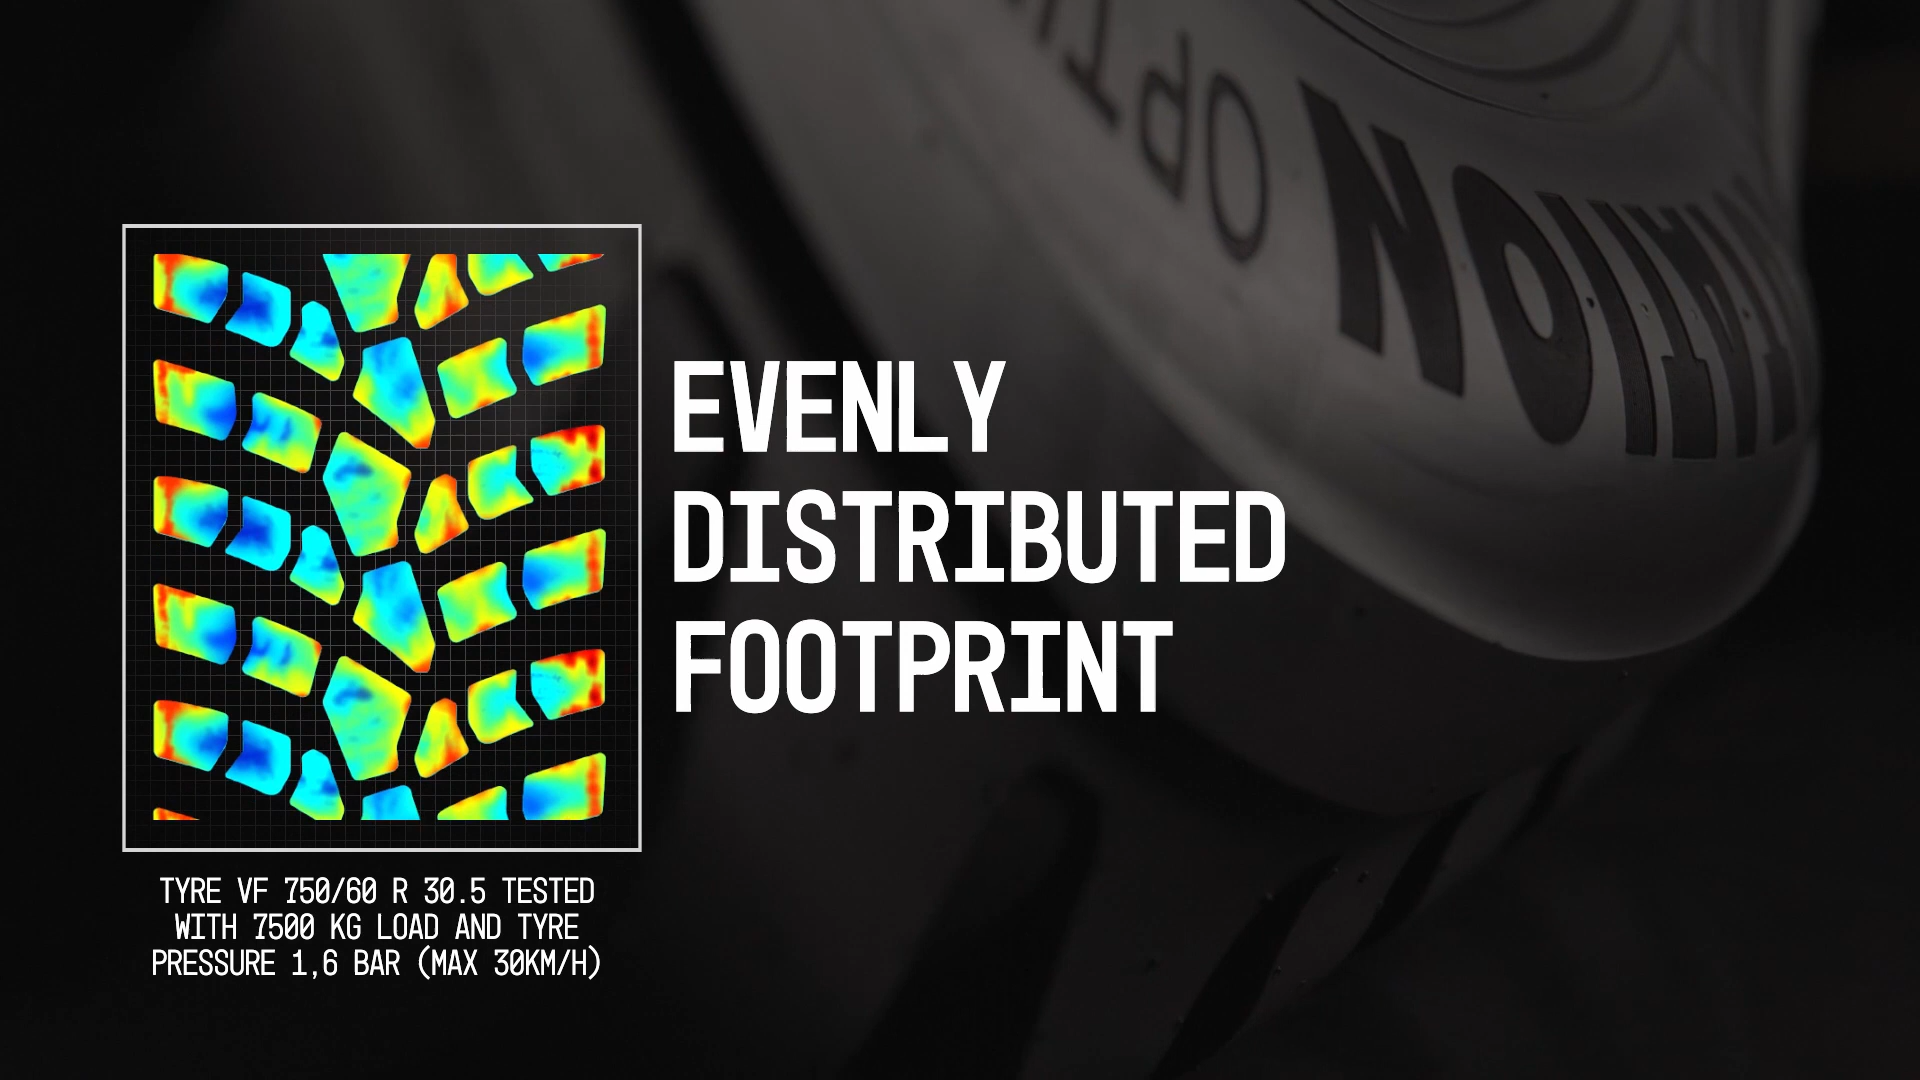 EVENLY
DISTRIBUTED
FOOTPRINT
TYRE VF 750/60 R 30.5 TESTED
WITH 7500 KG LOAD AND TYRE
PRESSURE 1,6 BAR (MAX 30KM/H)